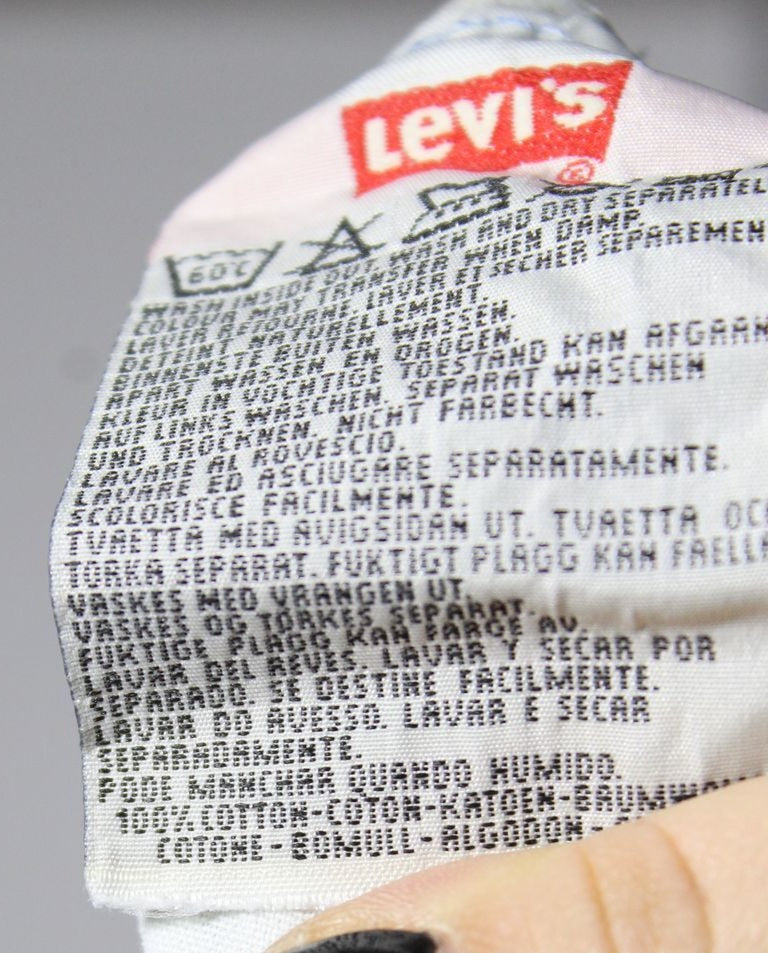 LEVI'S
®
60℃
WASH INSIDE OUT. WASH AND DRY SEPARATEL
COLOUR MAY TRANSFER WHEN DAMP
LAVER RETOURNE. LAVER ET SECHER SEPAREMEN
DETEINT NATURELLEMENT.
BINNENSTE BUITEN WASSEN.
APART WASSEN EN DROGEN.
KLEUR IN VOCHTIGE TOESTAND KAN AFGAAN
AUF LINKS WASCHEN. SEPARAT WASCHEN
UND TROCKNEN. NICHT FARBECHT.
LAVARE AL ROVESCIO.
LAVARE ED ASCIUGARE SEPARATAMENTE.
SCOLORISCE FACILMENTE.
TVAETTA MED AVIGSIDAN UT. TVAETTA OC
TORKA SEPARAT. FUKTIGT PLAGG KAN FAELLA
VASKES MED VRANGEN UT.
VASKES OG TORKES SEPARAT.
FUKTIGE PLAGG KAN FARGE AV.
LAVAR DEL REVES. LAVAR Y SECAR POR
SEPARADO. SE DESTINE FACILMENTE.
LAVAR DO AVESSO. LAVAR E SECAR
SEPARADAMENTE
PODE MANCHAR QUANDO HUMIDO.
100% COTTON-COTON-KATOEN-BAUMWO
COTONE-BOMULL-ALGODON-